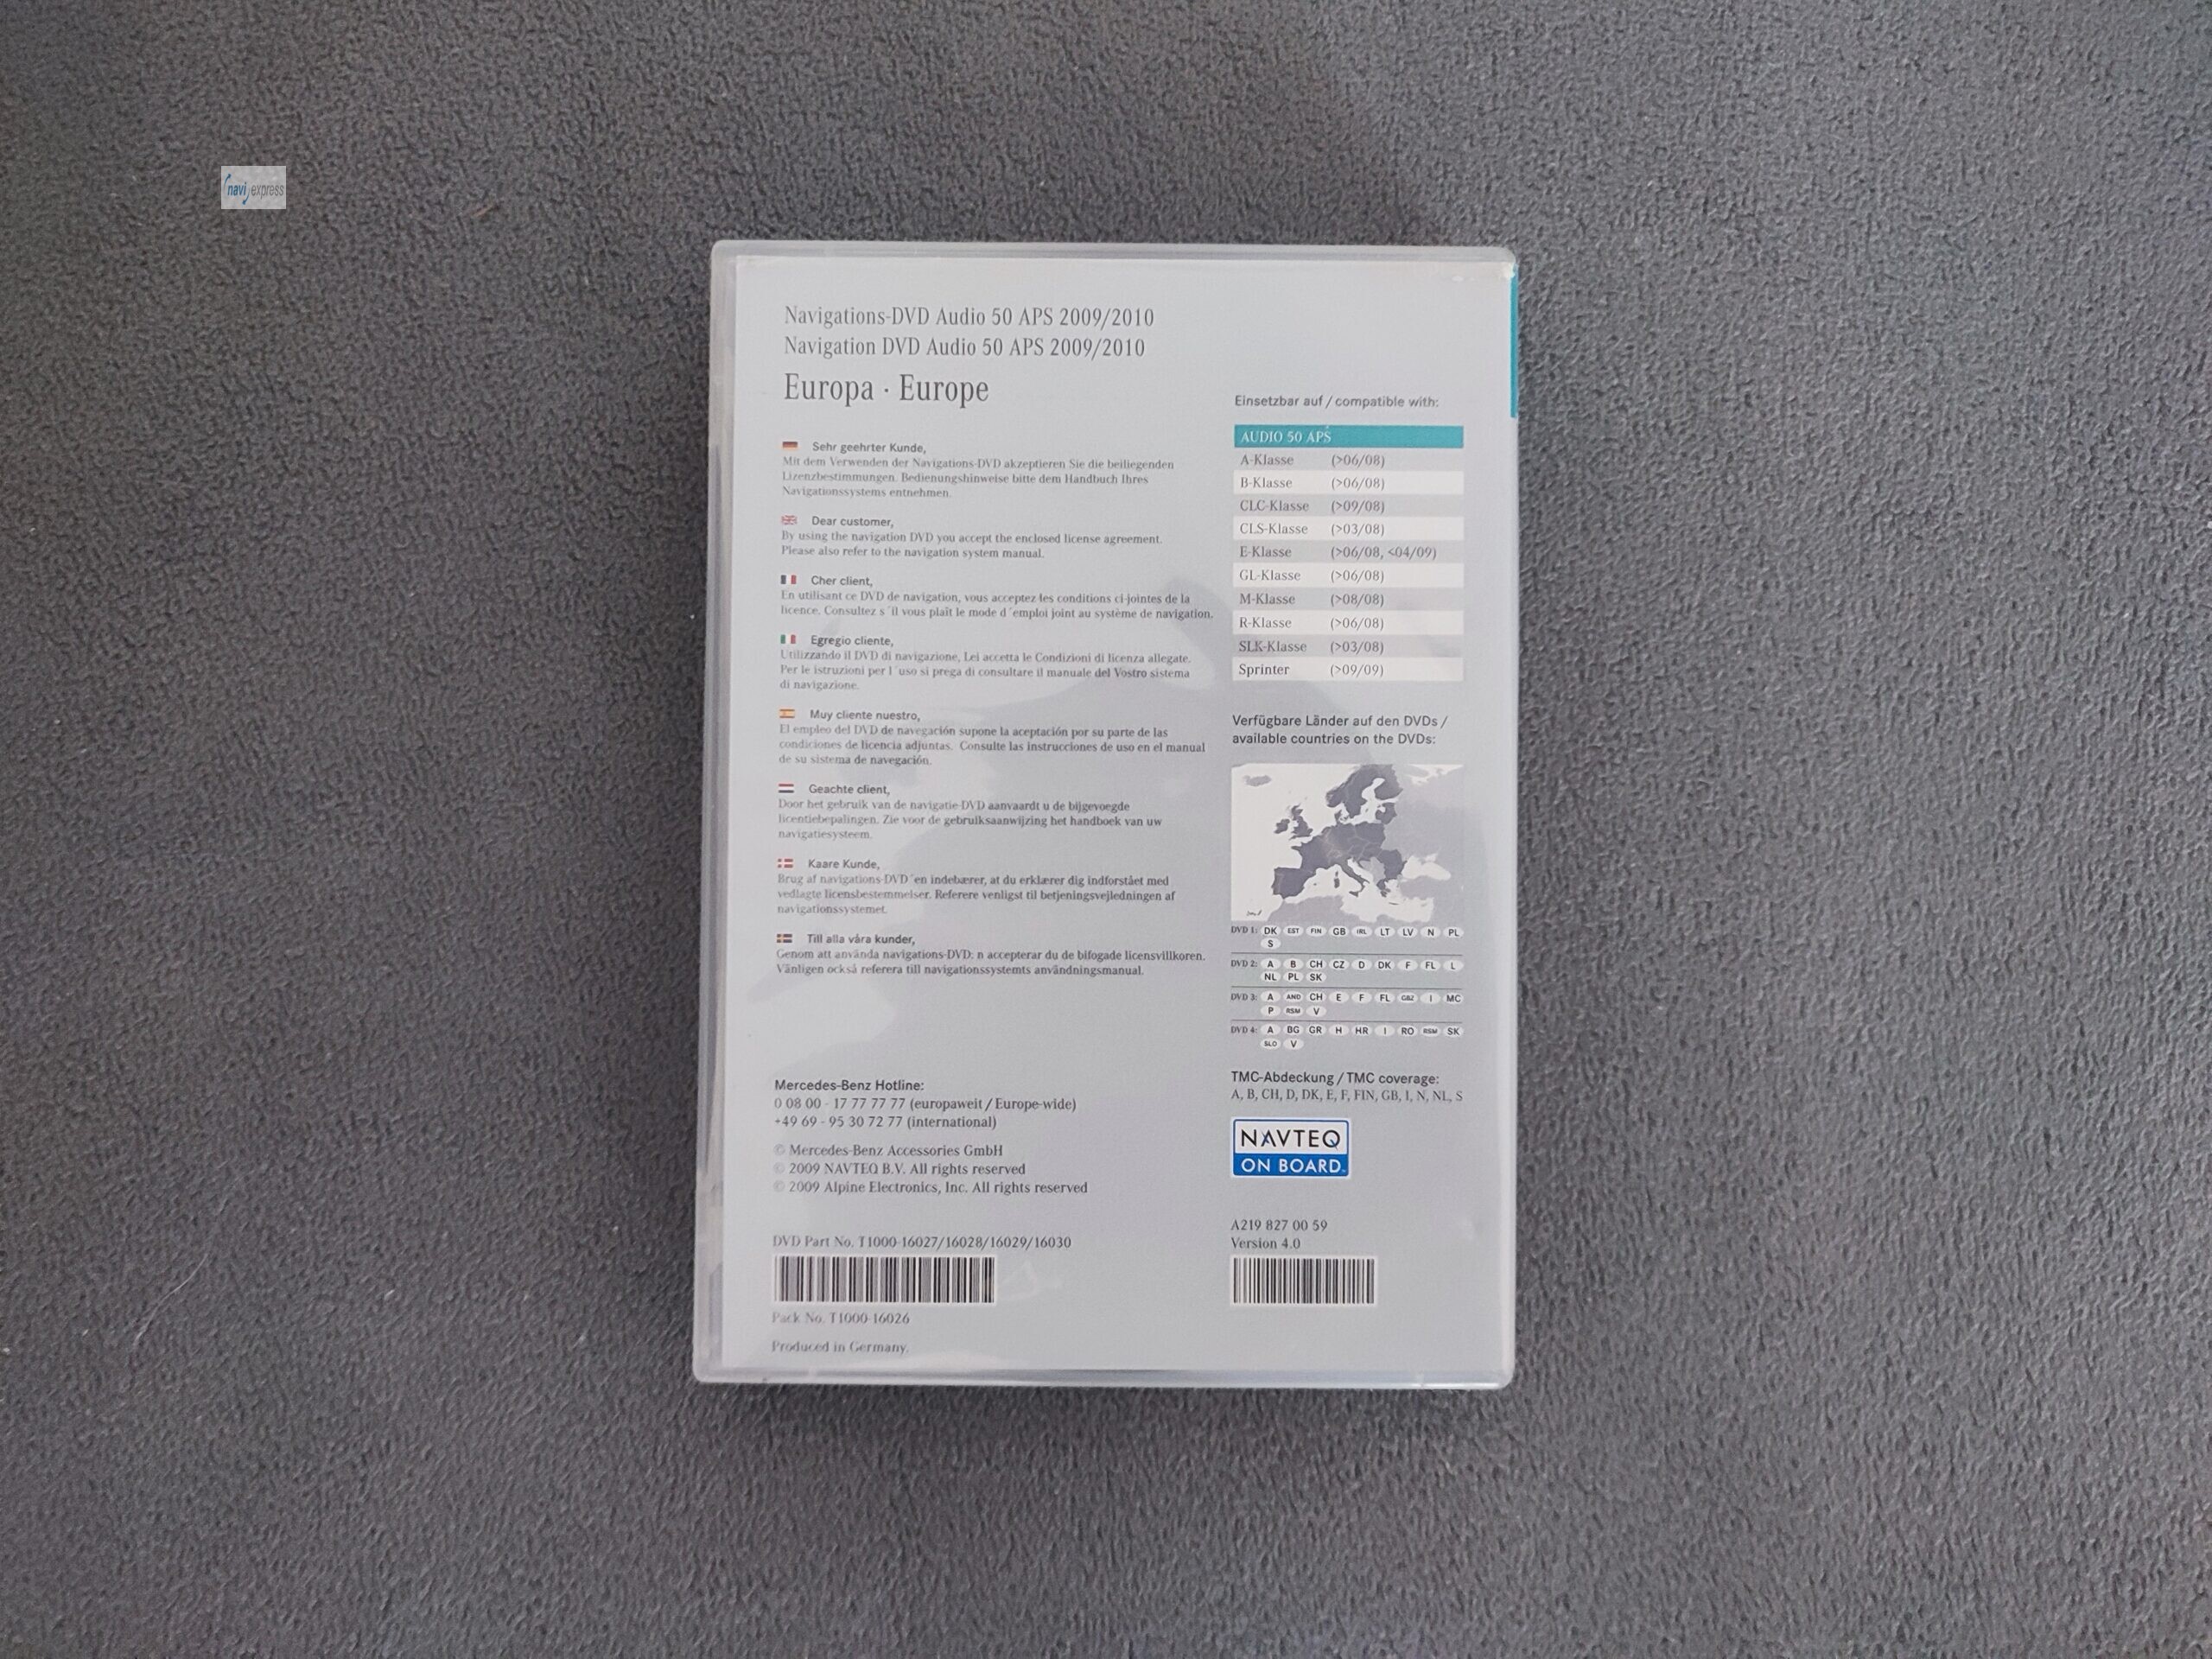 navi express
Navigations-DVD Audio 50 APS 2009/2010
Navigation DVD Audio 50 APS 2009/2010
Europa · Europe
Sehr geehrter Kunde,
Mit dem Verwenden der Navigations-DVD akzeptieren Sie die beiliegenden
Lizenzbestimmungen. Bedienungshinweise bitte dem Handbuch Ihres
Navigationssystems entnehmen.
Dear customer,
By using the navigation DVD you accept the enclosed license agreement.
Please also refer to the navigation system manual.
Cher client,
En utilisant ce DVD de navigation, vous acceptez les conditions ci-jointes de la
licence. Consultez s´il vous plaît le mode d´emploi joint au système de navigation.
Egregio cliente,
Utilizzando il DVD di navigazione, Lei accetta le Condizioni di licenza allegate.
Per le istruzioni per l´uso si prega di consultare il manuale del Vostro sistema
di navigazione.
Muy cliente nuestro,
El empleo del DVD de navegación supone la aceptación por su parte de las
condiciones de licencia adjuntas. Consulte las instrucciones de uso en el manual
de su sistema de navegación.
Geachte client,
Door het gebruik van de navigatie-DVD aanvaardt u de bijgevoegde
licentiebepalingen. Zie voor de gebruiksaanwijzing het handboek van uw
navigatiesysteem.
Kaare Kunde,
Brug af navigations-DVD´en indebærer, at du erklærer dig indforstået med
vedlagte licensbestemmelser. Referere venligst til betjeningsvejledningen af
navigationssystemet.
Till alla våra kunder,
Genom att använda navigations-DVD: n accepterar du de bifogade licensvillkoren.
Vänligen också referera till navigationssystemts användningsmanual.
Mercedes-Benz Hotline:
0 08 00 - 17 77 77 77 (europaweit / Europe-wide)
+49 69 - 95 30 72 77 (international)
© Mercedes-Benz Accessories GmbH
© 2009 NAVTEQ B.V. All rights reserved
© 2009 Alpine Electronics, Inc. All rights reserved
DVD Part No. T1000-16027/16028/16029/16030
Pack No. T1000-16026
Produced in Germany.
Einsetzbar auf / compatible with:
AUDIO 50 APS
A-Klasse (>06/08)
B-Klasse (>06/08)
CLC-Klasse (>09/08)
CLS-Klasse (>03/08)
E-Klasse (>06/08, <04/09)
GL-Klasse (>06/08)
M-Klasse (>08/08)
R-Klasse (>06/08)
SLK-Klasse (>03/08)
Sprinter (>09/09)
Verfügbare Länder auf den DVDs /
available countries on the DVDs:
DVD 1: DK EST FIN GB IRL LT LV N PL
S
DVD 2: A B CH CZ D DK F FL L
NL PL SK
DVD 3: A AND CH E F FL GBZ I MC
P RSM V
DVD 4: A BG GR H HR I RO RSM SK
SLO V
TMC-Abdeckung / TMC coverage:
A, B, CH, D, DK, E, F, FIN, GB, I, N, NL, S
NAVTEQ
ON BOARD
A219 827 00 59
Version 4.0